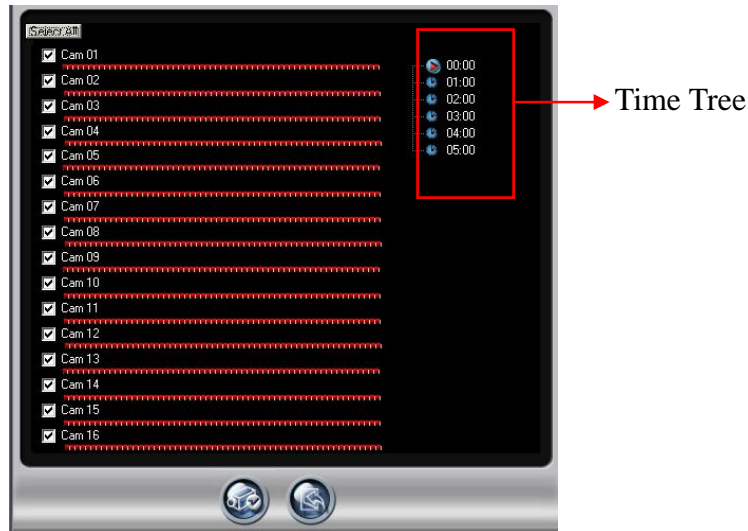 Select All
Cam 01
Cam 02
Cam 03
Cam 04
Cam 05
Cam 06
Cam 07
Cam 08
Cam 09
Cam 10
Cam 11
Cam 12
Cam 13
Cam 14
Cam 15
Cam 16
00:00
01:00
02:00
03:00
04:00
05:00
Time Tree